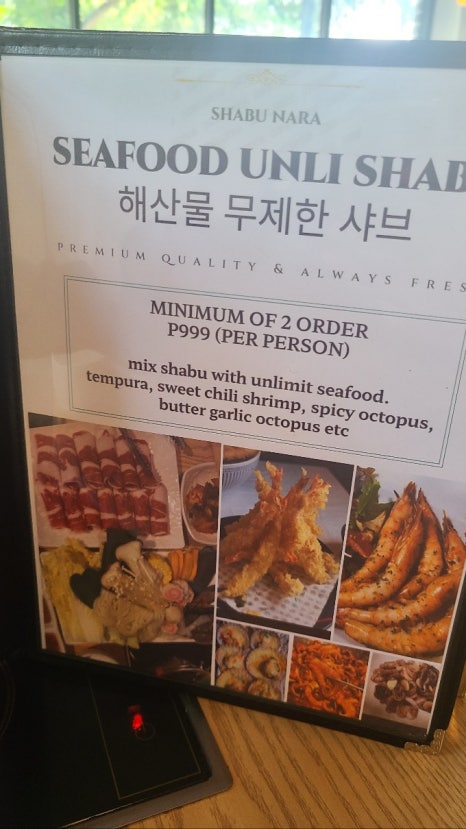 SHABU NARA
SEAFOOD UNLI SHAB
해산물 무제한 샤브
PREMIUM QUALITY & ALWAYS FRES
MINIMUM OF 2 ORDER
P999 (PER PERSON)
mix shabu with unlimit seafood.
tempura, sweet chili shrimp, spicy octopus,
butter garlic octopus etc